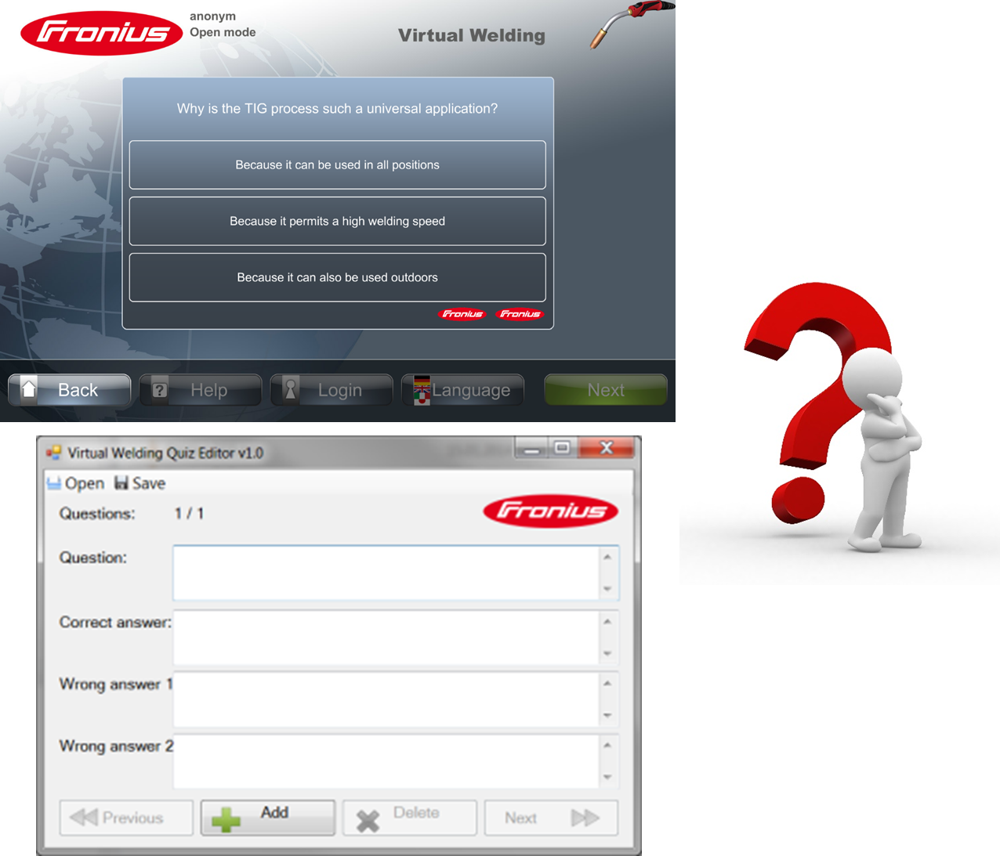 Fronius
anonym
Open mode
Virtual Welding
Why is the TIG process such a universal application?
Because it can be used in all positions
Because it permits a high welding speed
Because it can also be used outdoors
Fronius Fronius
Back Help Login Language Next
Virtual Welding Quiz Editor v1.0
Open Save
Questions: 1 / 1
Fronius
Question:
Correct answer:
Wrong answer 1
Wrong answer 2
Previous Add Delete Next